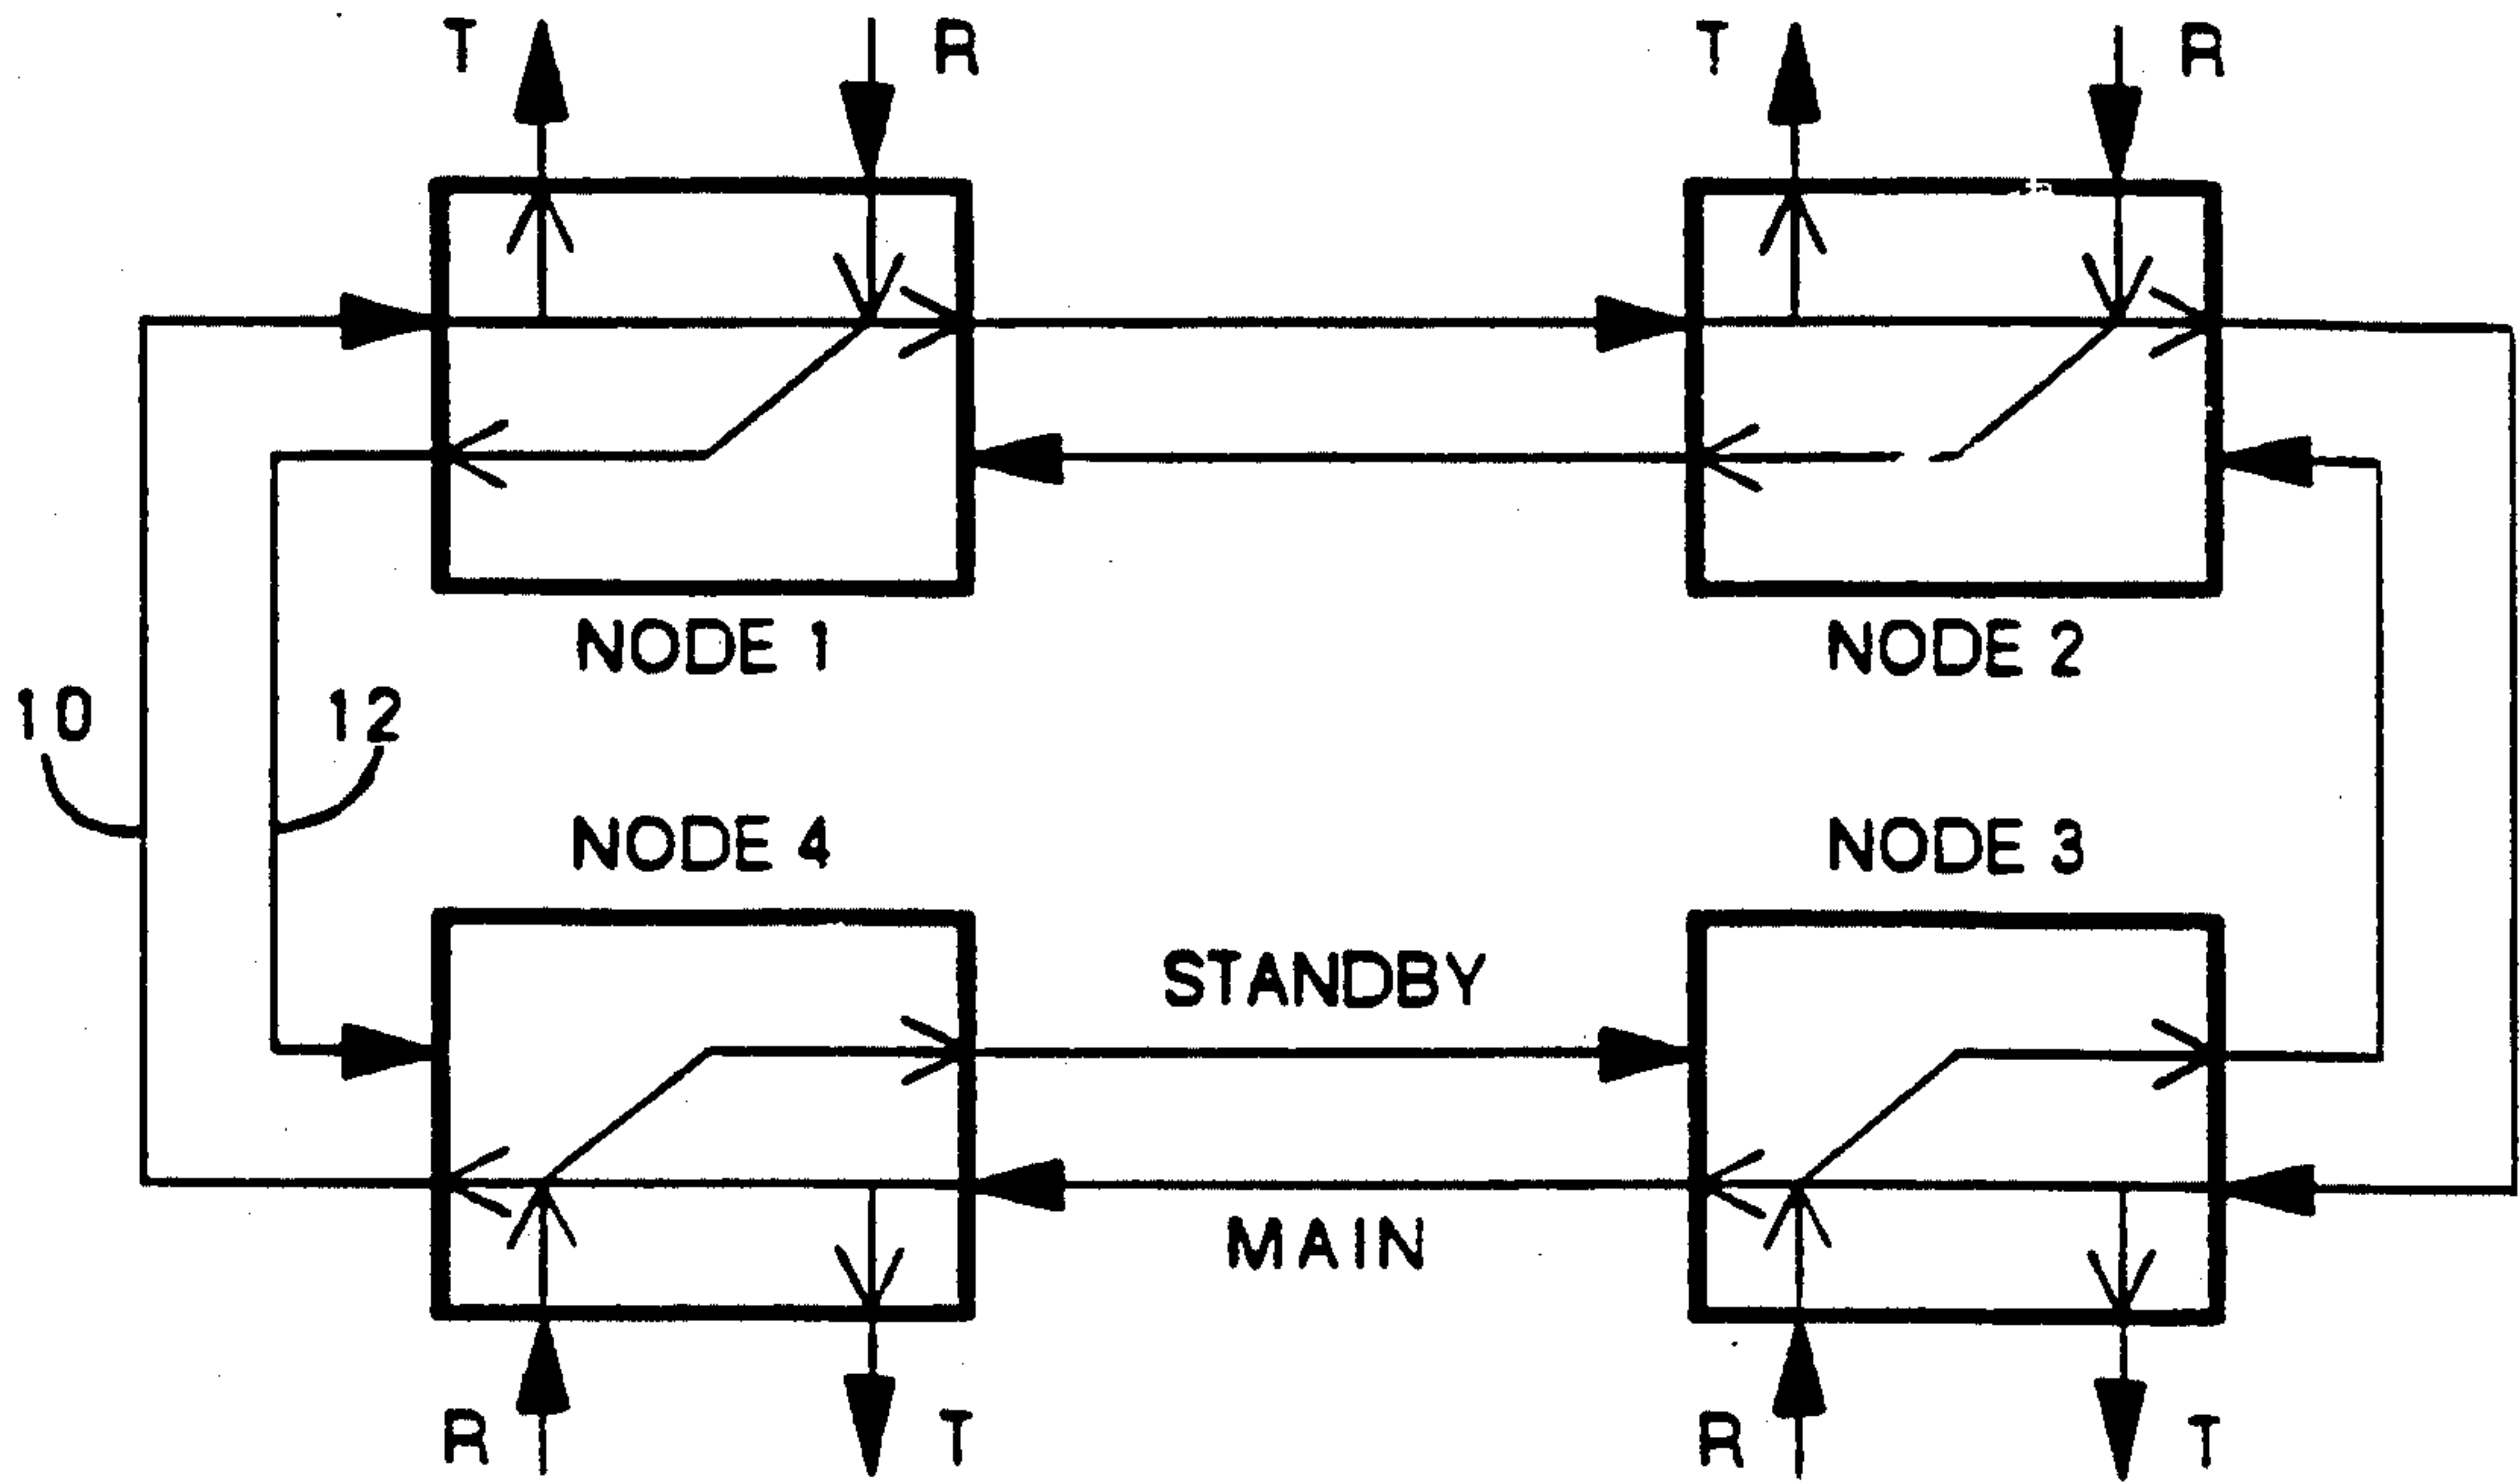 T R T R
NODE 1 NODE 2
10 12
NODE 4 NODE 3
STANDBY
MAIN
R T R T